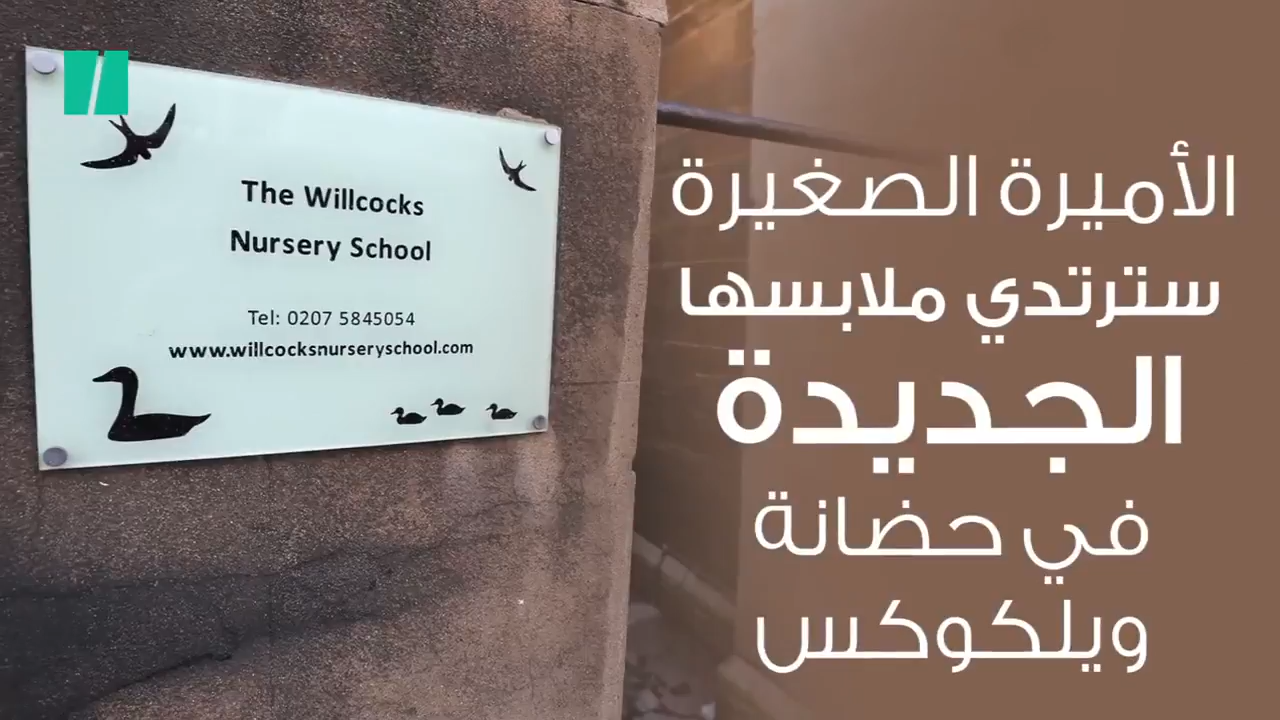 The Willcocks
Nursery School
Tel: 0207 5845054
www.willcocksnurseryschool.com
الأميرة الصغيرة
سترتدي ملابسها
الجديدة
في حضانة
ويلكوكس